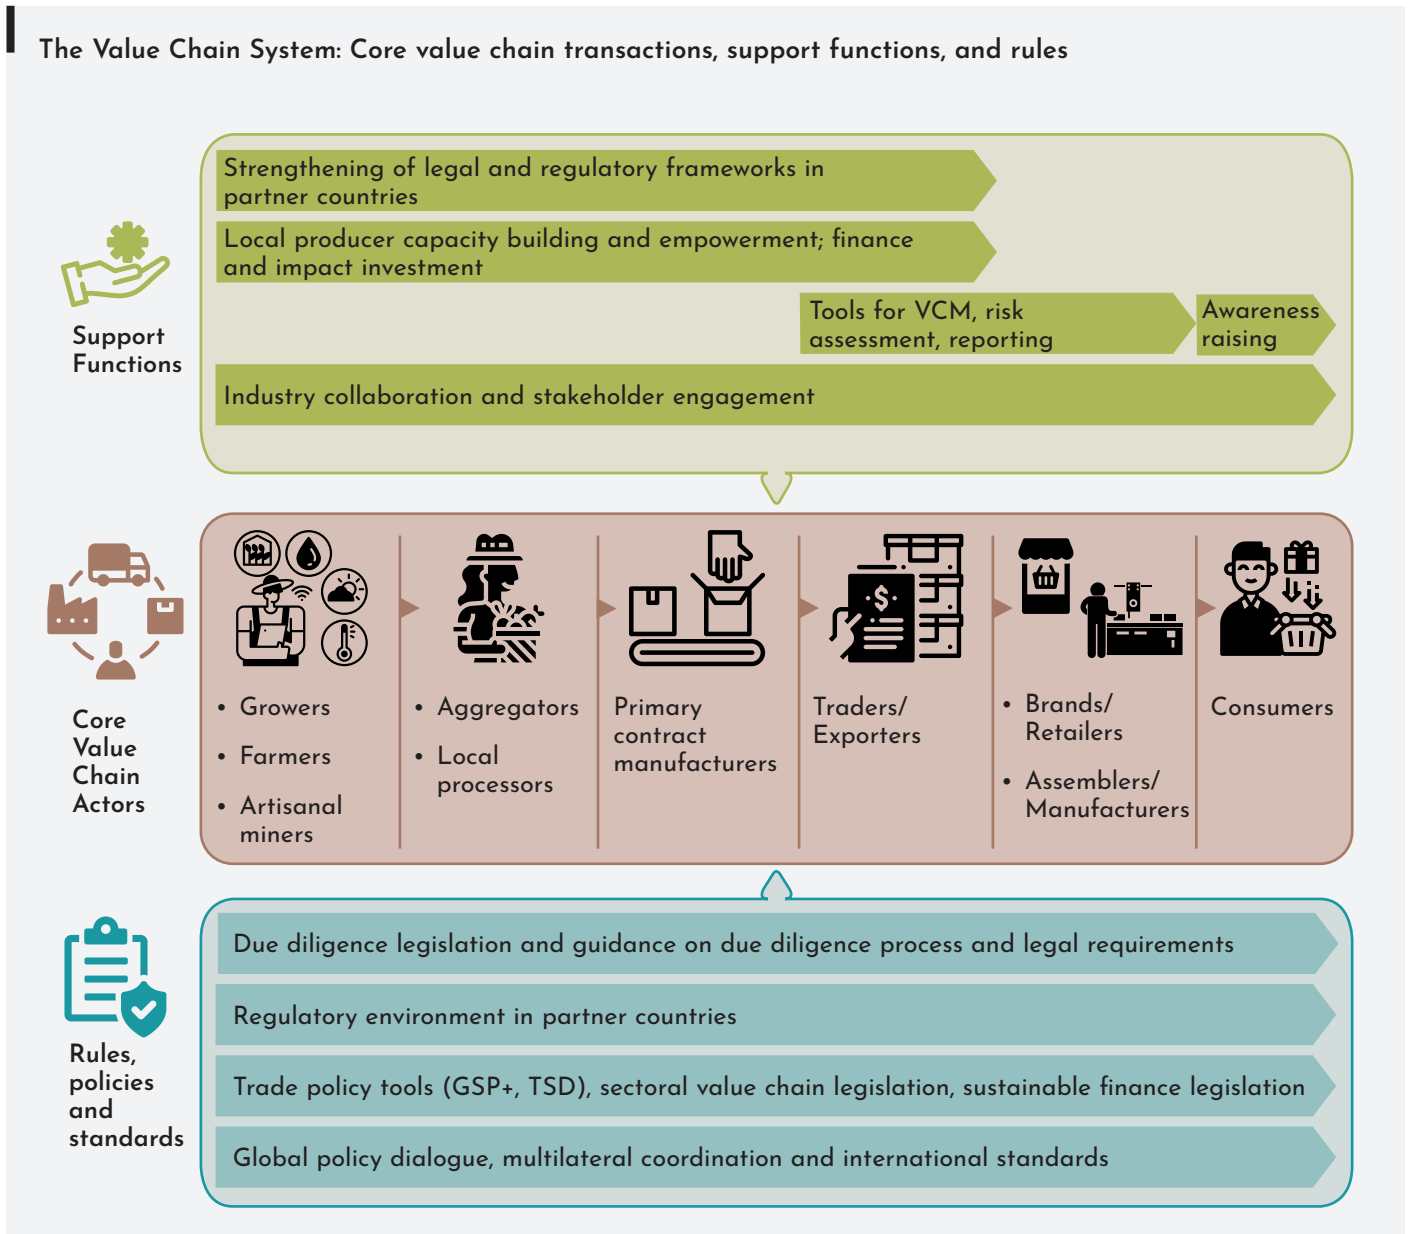 The Value Chain System: Core value chain transactions, support functions, and rules
Support
Functions
Strengthening of legal and regulatory frameworks in
partner countries
Local producer capacity building and empowerment; finance
and impact investment
Tools for VCM, risk
assessment, reporting
Awareness
raising
Industry collaboration and stakeholder engagement
Core
Value
Chain
Actors
• Growers
• Farmers
• Artisanal
miners
• Aggregators
• Local
processors
Primary
contract
manufacturers
$
Traders/
Exporters
• Brands/
Retailers
• Assemblers/
Manufacturers
Consumers
Rules,
policies
and
standards
Due diligence legislation and guidance on due diligence process and legal requirements
Regulatory environment in partner countries
Trade policy tools (GSP+, TSD), sectoral value chain legislation, sustainable finance legislation
Global policy dialogue, multilateral coordination and international standards